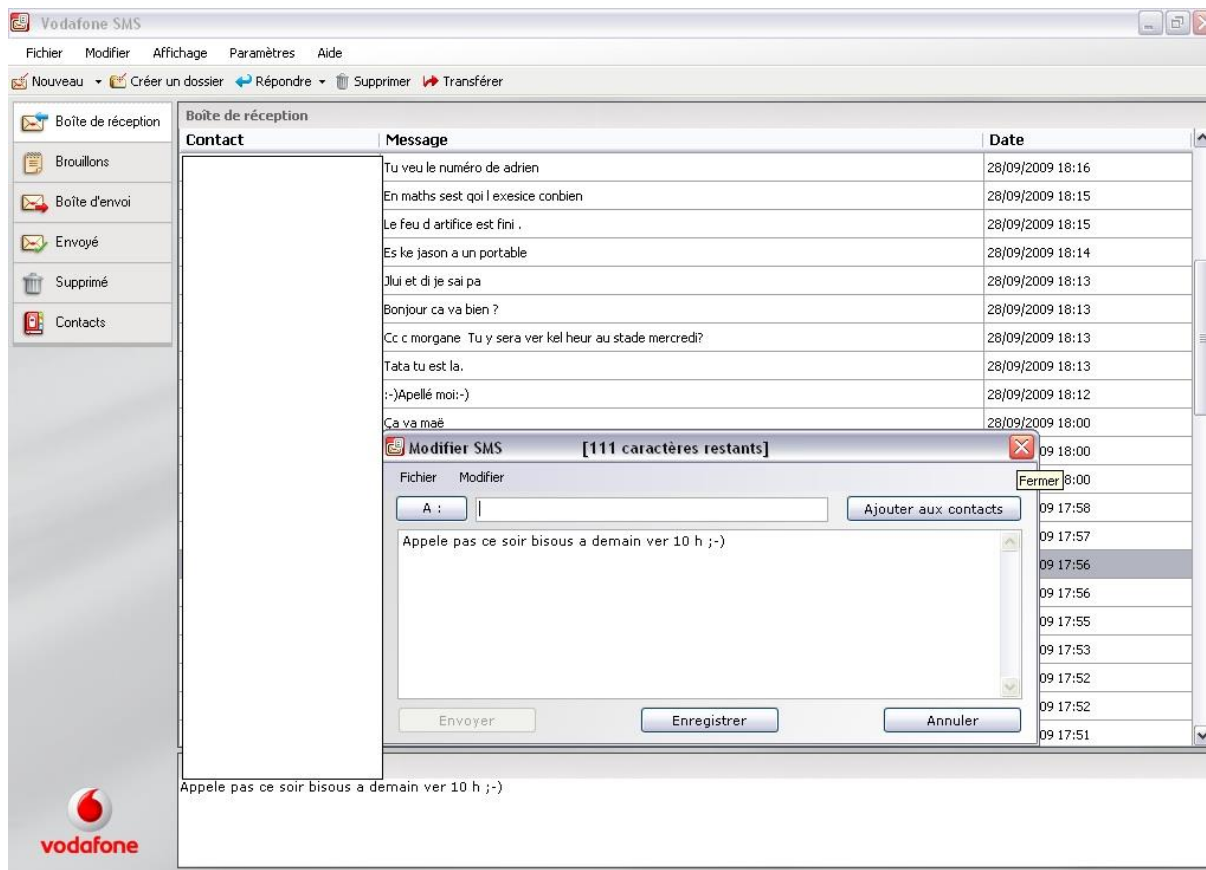 Vodafone SMS
Fichier Modifier Affichage Paramètres Aide
Nouveau Créer un dossier Répondre Supprimer Transférer
Boîte de réception
Brouillons
Boîte d'envoi
Envoyé
Supprimé
Contacts
vodafone
Boîte de réception
Contact Message Date
Tu veu le numéro de adrien 28/09/2009 18:16
En maths sest qoi l exesice conbien 28/09/2009 18:15
Le feu d artifice est fini . 28/09/2009 18:15
Es ke jason a un portable 28/09/2009 18:14
Jlui et di je sai pa 28/09/2009 18:13
Bonjour ca va bien ? 28/09/2009 18:13
Cc c morgane Tu y sera ver kel heur au stade mercredi? 28/09/2009 18:13
Tata tu est la. 28/09/2009 18:13
:-)Apellé moi:-) 28/09/2009 18:12
Ça va maë 28/09/2009 18:00
09 18:00
8:00
09 17:58
09 17:57
09 17:56
09 17:56
09 17:55
09 17:53
09 17:52
09 17:52
09 17:51
Modifier SMS [111 caractères restants]
Fermer
Fichier Modifier
A : Ajouter aux contacts
Appele pas ce soir bisous a demain ver 10 h ;-)
Envoyer Enregistrer Annuler
Appele pas ce soir bisous a demain ver 10 h ;-)